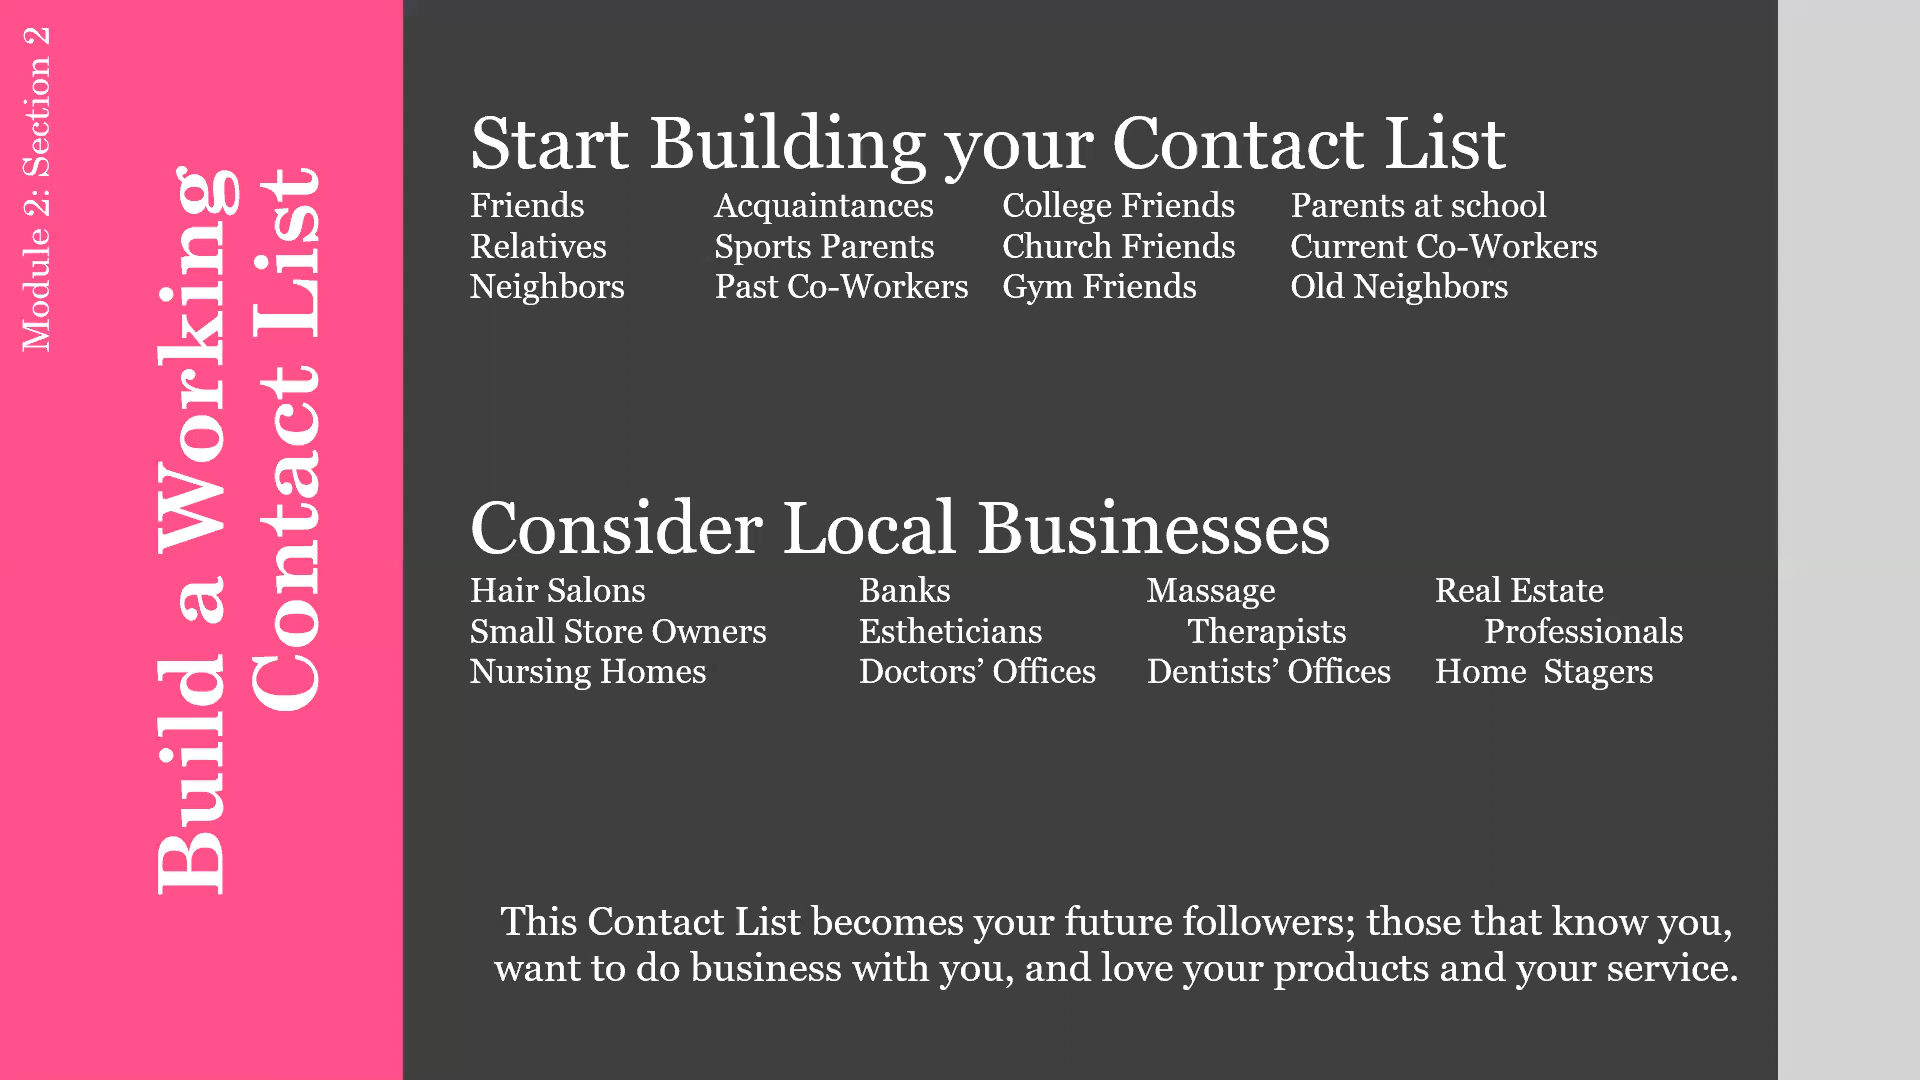 Module 2: Section 2
Build a Working
Contact List
Start Building your Contact List
Friends Acquaintances College Friends Parents at school
Relatives Sports Parents Church Friends Current Co-Workers
Neighbors Past Co-Workers Gym Friends Old Neighbors
Consider Local Businesses
Hair Salons Banks Massage Real Estate
Small Store Owners Estheticians Therapists Professionals
Nursing Homes Doctors’ Offices Dentists’ Offices Home Stagers
This Contact List becomes your future followers; those that know you,
want to do business with you, and love your products and your service.